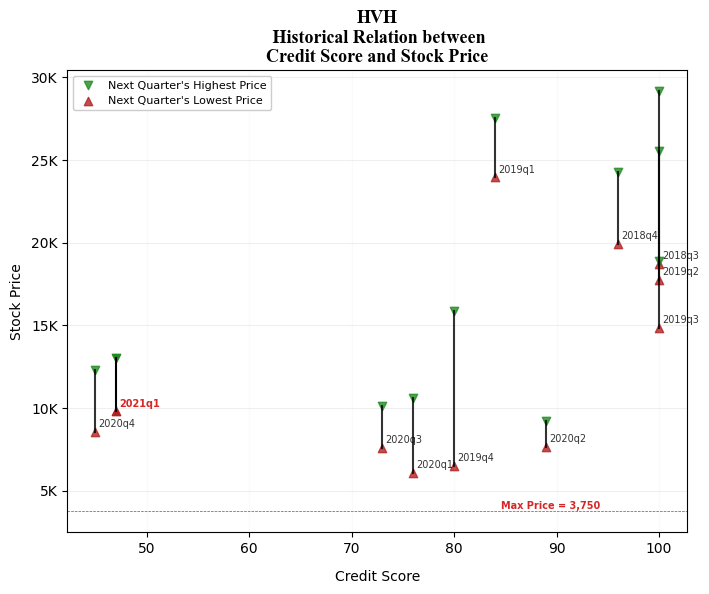 HVH
Historical Relation between
Credit Score and Stock Price
Next Quarter's Highest Price
Next Quarter's Lowest Price
30K
25K
20K
15K
10K
5K
Stock Price
2019q1
2018q4
2018q3
2019q2
2019q3
2021q1
2020q4
2020q3
2020q1
2019q4
2020q2
Max Price = 3,750
50
60
70
80
90
100
Credit Score